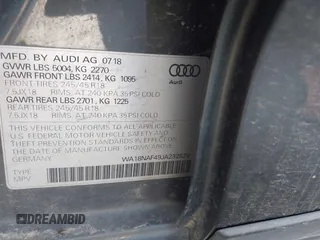 MFD. BY AUDI AG 07/18
GVWR LBS 5004, KG 2270
GAWR FRONT LBS 2414, KG 1095
FRONT TIRES 245/45 R18
7.5JX18 RIMS: AT 240 KPA 35 PSI/COLD
GAWR REAR LBS 2701, KG 1225
REAR TIRES 245/45 R18
7.5JX18 RIMS: AT 240 KPA 35 PSI/COLD
THIS VEHICLE CONFORMS TO ALL APPLICABLE
U.S. FEDERAL MOTOR VEHICLE SAFETY AND
THEFT PREVENTION STANDARDS IN EFFECT ON
THE DATE OF MANUFACTURE SHOWN ABOVE
TYPE:
MPV
Audi